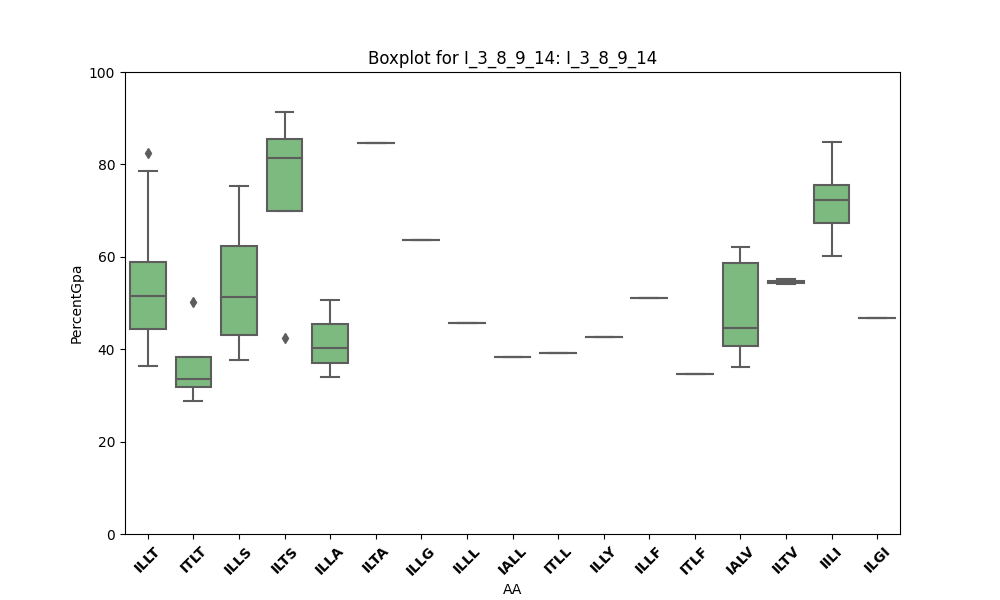 Boxplot for I_3_8_9_14: I_3_8_9_14
PercentGpa
100
80
60
40
20
0
ILLT ITLT ILLS ILTS ILLA ILTA ILLG ILLL IALL ITLL ILLY ILLF ITLF IALV ILTV IILI ILGI
AA